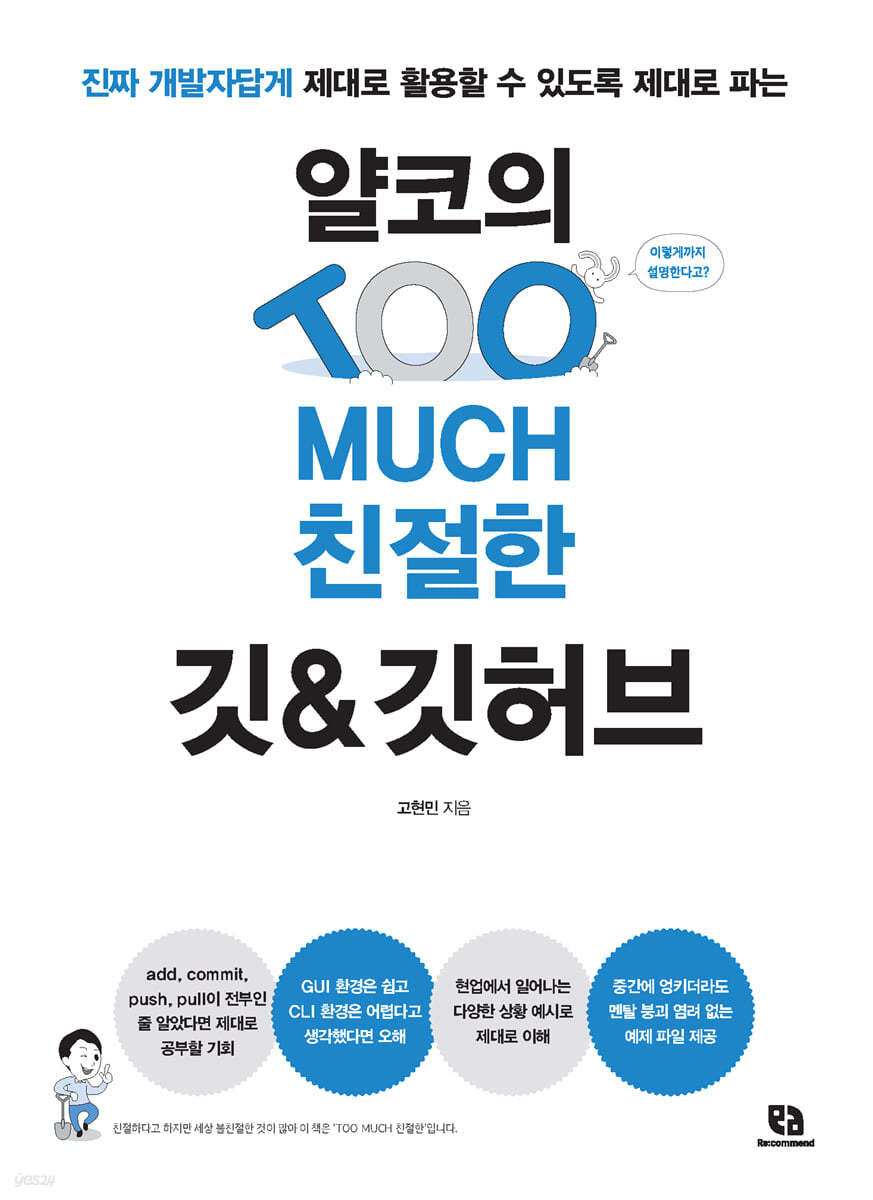 진짜 개발자답게 제대로 활용할 수 있도록 제대로 파는
얄코의
TOO
이렇게까지
설명한다고?
MUCH
친절한
깃&깃허브
고현민 지음
add, commit,
push, pull이 전부인
줄 알았다면 제대로
공부할 기회
GUI 환경은 쉽고
CLI 환경은 어렵다고
생각했다면 오해
현업에서 일어나는
다양한 상황 예시로
제대로 이해
중간에 엉키더라도
멘탈 붕괴 염려 없는
예제 파일 제공
친절하다고 하지만 세상 불친절한 것이 많아 이 책은 'TOO MUCH 친절한'입니다.
Re:commend
yes24